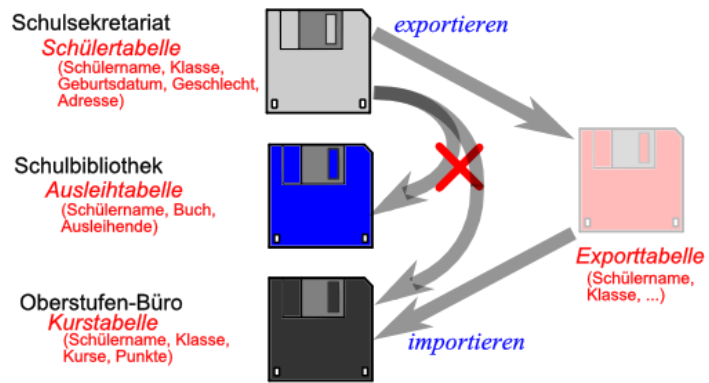 Schulsekretariat
Schülertabelle
(Schülername, Klasse,
Geburtsdatum, Geschlecht,
Adresse)
exportieren
Schulbibliothek
Ausleihtabelle
(Schülername, Buch,
Ausleihende)
Exporttabelle
(Schülername,
Klasse, ...)
Oberstufen-Büro
Kurstabelle
(Schülername, Klasse,
Kurse, Punkte)
importieren